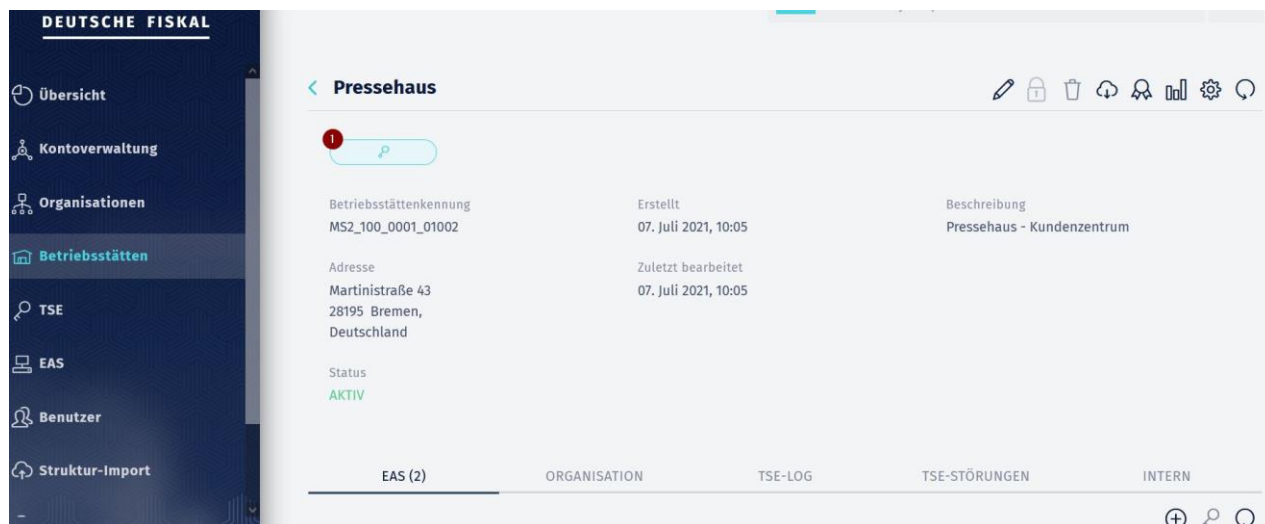 DEUTSCHE FISKAL
Übersicht
Kontoverwaltung
Organisationen
Betriebsstätten
TSE
EAS
Benutzer
Struktur-Import
Pressehaus
1
Betriebsstättenkennung
MS2_100_0001_01002
Erstellt
07. Juli 2021, 10:05
Beschreibung
Pressehaus - Kundenzentrum
Adresse
Martinistraße 43
28195 Bremen,
Deutschland
Zuletzt bearbeitet
07. Juli 2021, 10:05
Status
AKTIV
EAS (2) ORGANISATION TSE-LOG TSE-STÖRUNGEN INTERN